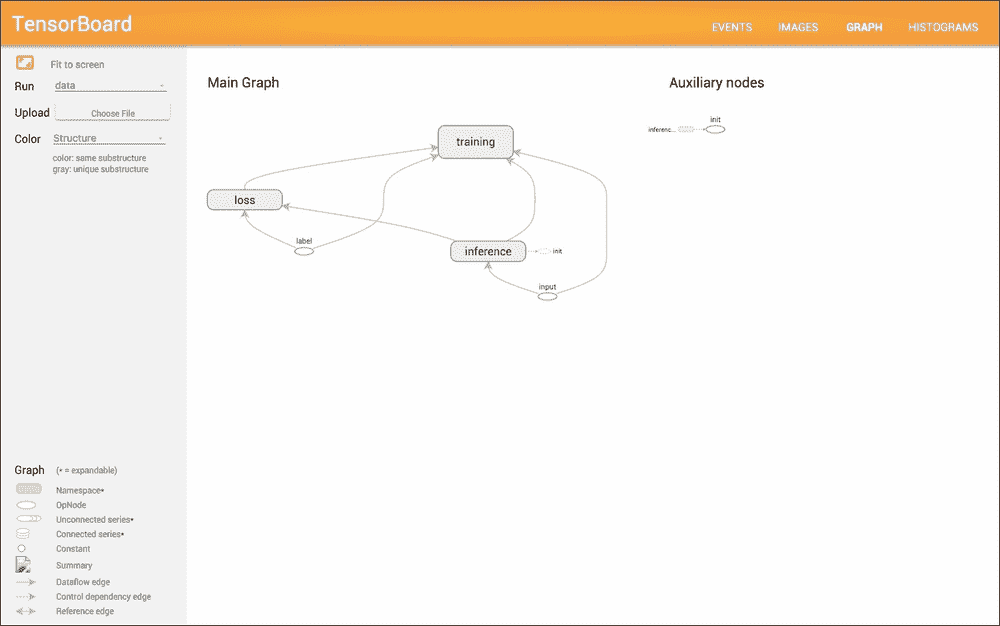 TensorBoard
EVENTS IMAGES GRAPH HISTOGRAMS
Fit to screen
Run data
Upload Choose File
Color Structure
color: same substructure
gray: unique substructure
Main Graph
training
loss
label
inference
init
input
Auxiliary nodes
init
inferenc...
Graph (* = expandable)
Namespace*
OpNode
Unconnected series*
Connected series*
Constant
Summary
Dataflow edge
Control dependency edge
Reference edge